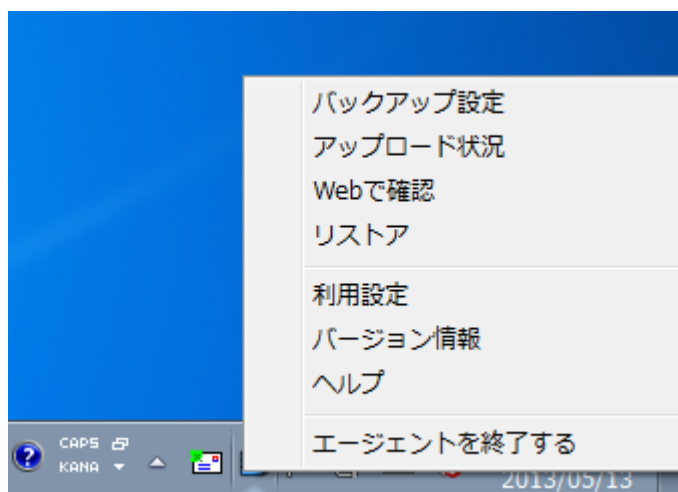 バックアップ設定
アップロード状況
Webで確認
リストア
利用設定
バージョン情報
ヘルプ
エージェントを終了する
?
CAPS
KANA
2013/05/13